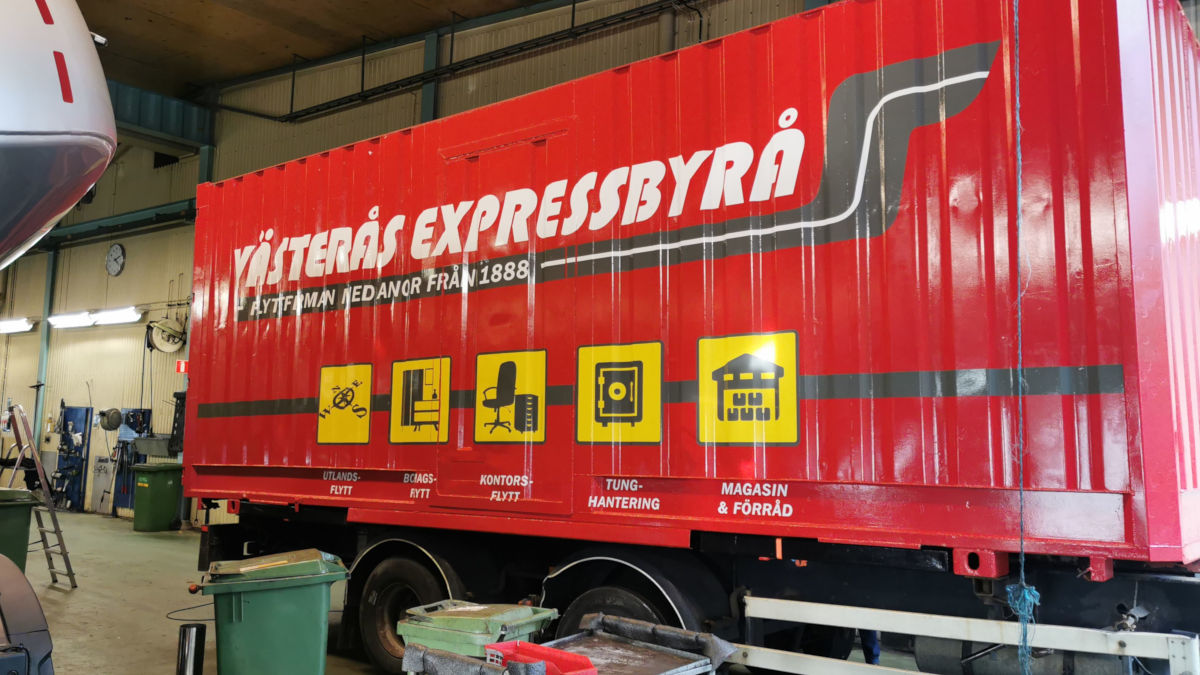 VÄSTERÅS EXPRESSBYRÅ
FLYTTFIRMAN MED ANOR FRÅN 1888
N
E
W
S
UTLANDS-
FLYTT
BOHAGS-
FLYTT
KONTORS-
FLYTT
TUNG-
HANTERING
MAGASIN
& FÖRRÅD